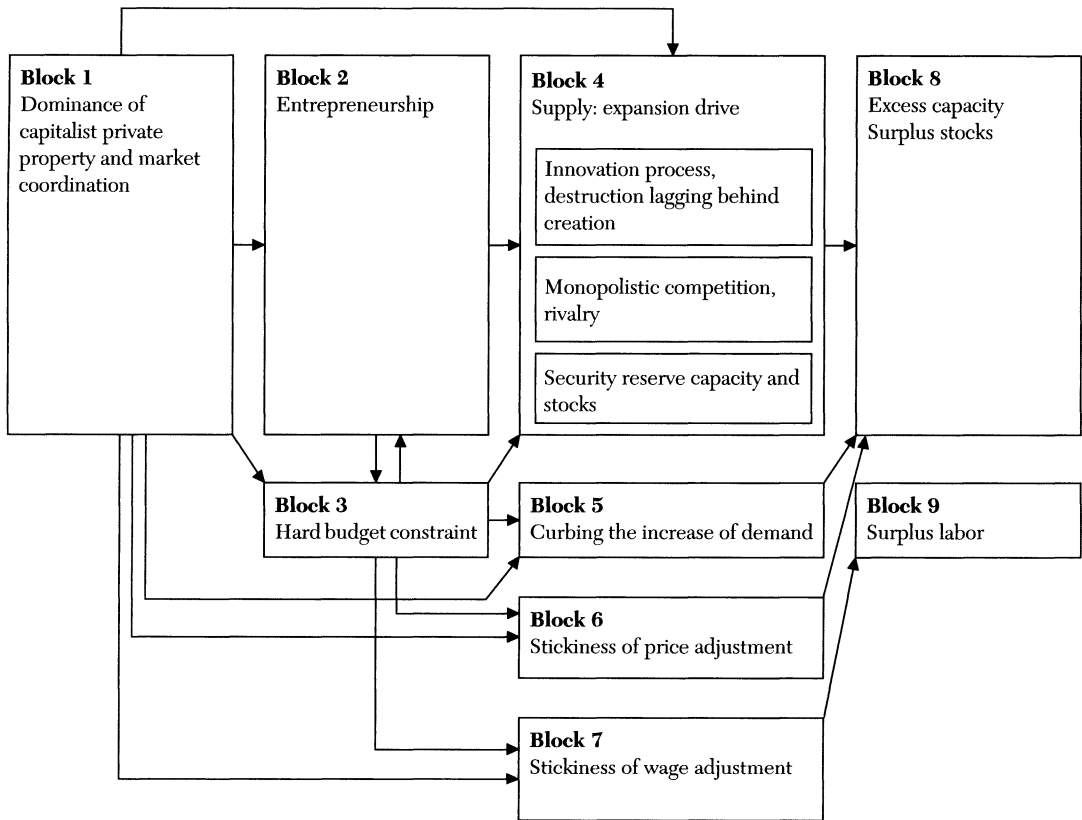 Block 1
Dominance of
capitalist private
property and market
coordination
Block 2
Entrepreneurship
Block 4
Supply: expansion drive
Innovation process,
destruction lagging behind
creation
Monopolistic competition,
rivalry
Security reserve capacity and
stocks
Block 8
Excess capacity
Surplus stocks
Block 3
Hard budget constraint
Block 5
Curbing the increase of demand
Block 9
Surplus labor
Block 6
Stickiness of price adjustment
Block 7
Stickiness of wage adjustment